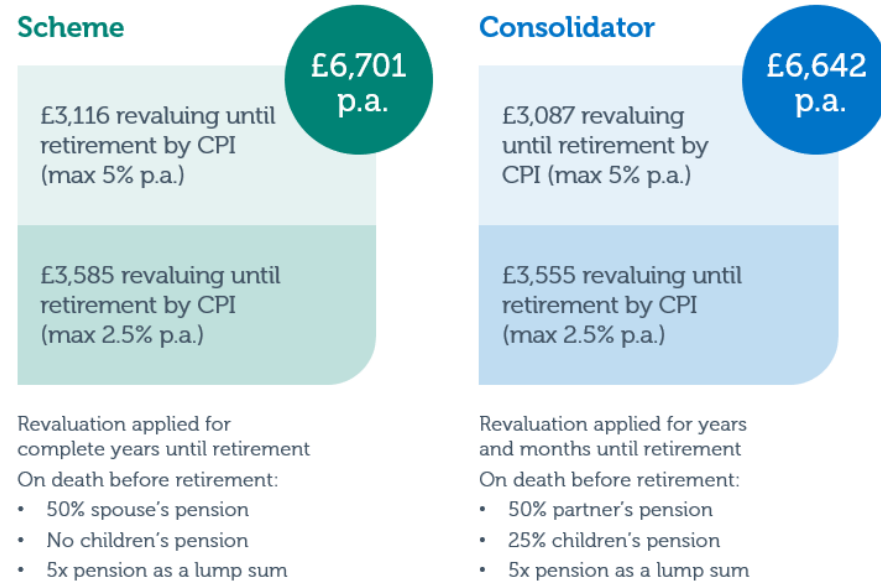 Scheme
£6,701
p.a.
£3,116 revaluing until
retirement by CPI
(max 5% p.a.)
£3,585 revaluing until
retirement by CPI
(max 2.5% p.a.)
Revaluation applied for
complete years until retirement
On death before retirement:
• 50% spouse’s pension
• No children’s pension
• 5x pension as a lump sum
Consolidator
£6,642
p.a.
£3,087 revaluing
until retirement by
CPI (max 5% p.a.)
£3,555 revaluing until
retirement by CPI
(max 2.5% p.a.)
Revaluation applied for years
and months until retirement
On death before retirement:
• 50% partner’s pension
• 25% children’s pension
• 5x pension as a lump sum